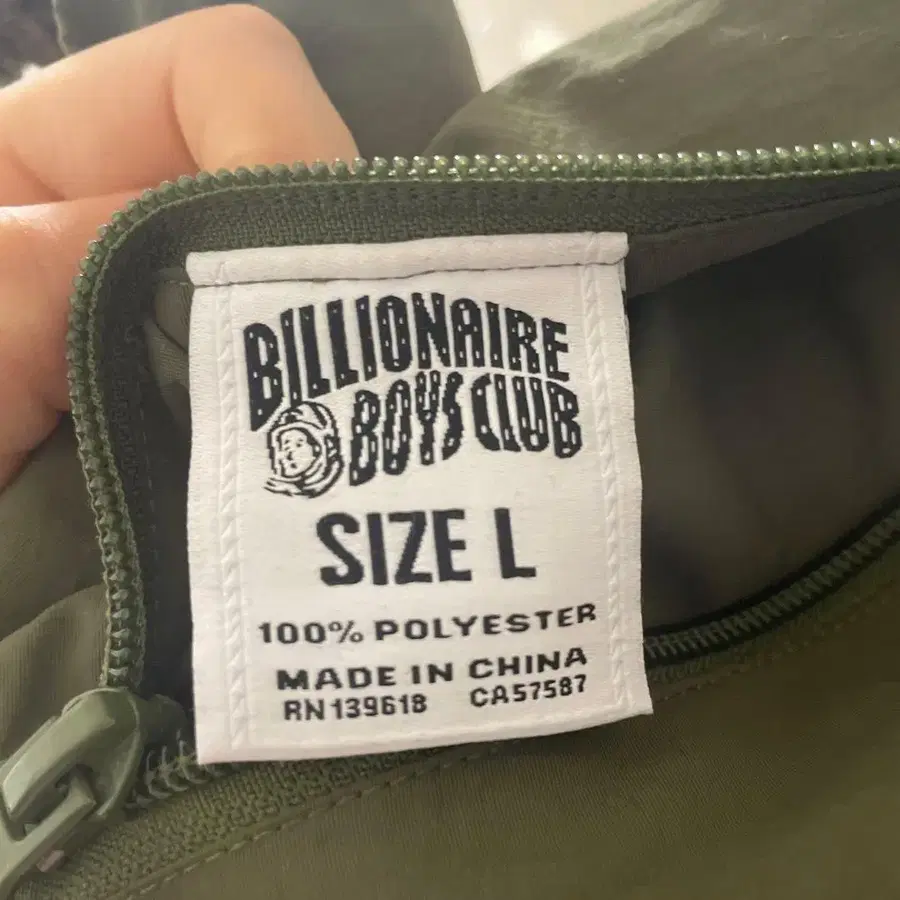 BILLIONAIRE
BOYS CLUB
SIZE L
100% POLYESTER
MADE IN CHINA
RN139618 CA57587